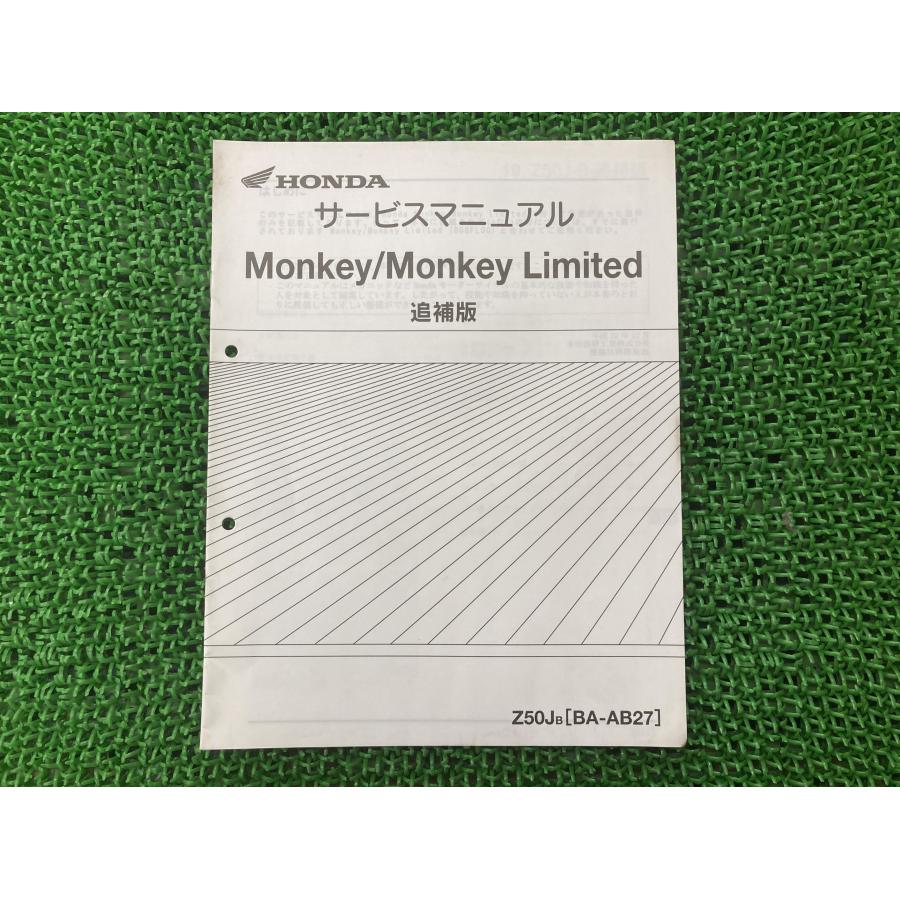 HONDA
サービスマニュアル
Monkey/Monkey Limited
追補版
Z50JB［BA-AB27］